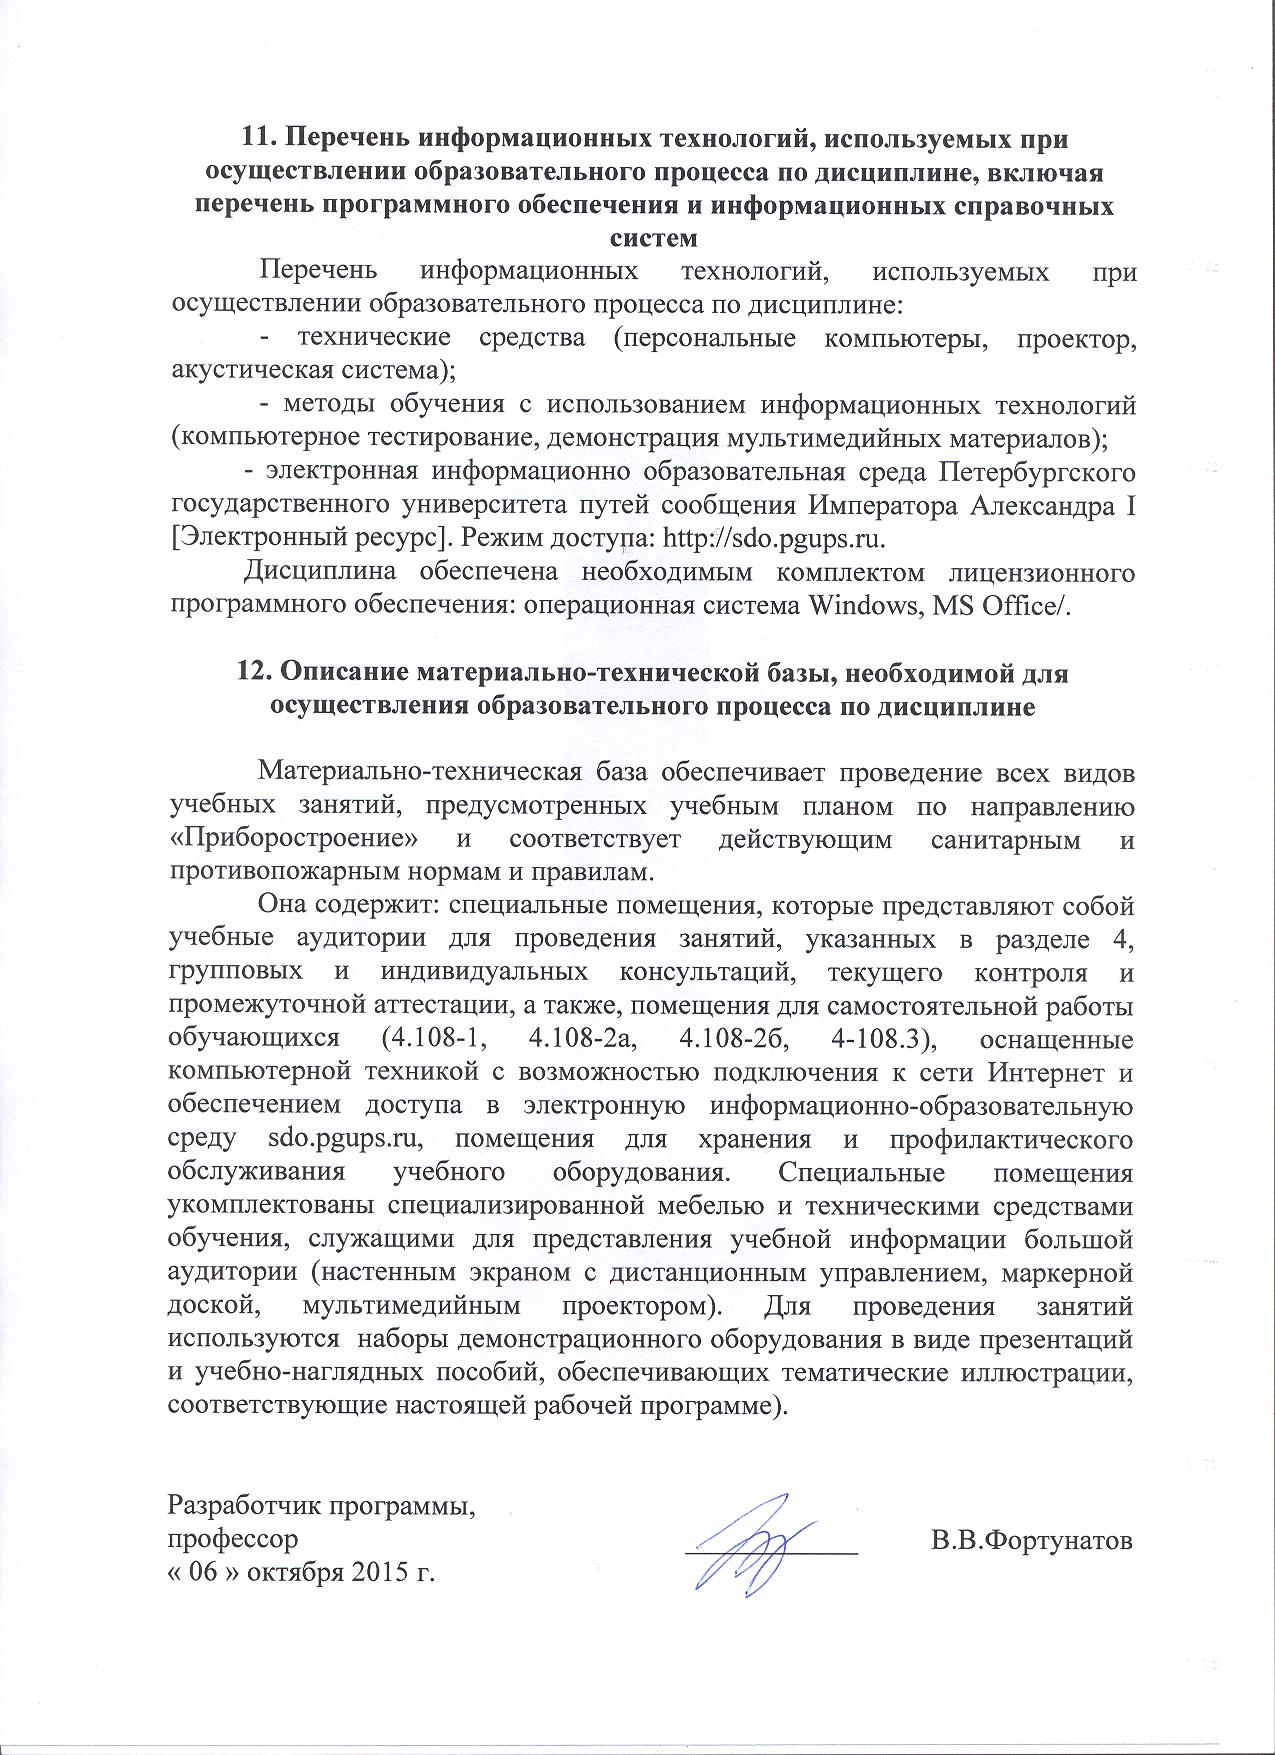 11. Перечень информационных технологий, используемых при
осуществлении образовательного процесса по дисциплине, включая
перечень программного обеспечения и информационных справочных
систем
Перечень информационных технологий, используемых при
осуществлении образовательного процесса по дисциплине:
- технические средства (персональные компьютеры, проектор,
акустическая система);
- методы обучения с использованием информационных технологий
(компьютерное тестирование, демонстрация мультимедийных материалов);
- электронная информационно образовательная среда Петербургского
государственного университета путей сообщения Императора Александра I
[Электронный ресурс]. Режим доступа: http://sdo.pgups.ru.
Дисциплина обеспечена необходимым комплектом лицензионного
программного обеспечения: операционная система Windows, MS Office/.
12. Описание материально-технической базы, необходимой для
осуществления образовательного процесса по дисциплине
Материально-техническая база обеспечивает проведение всех видов
учебных занятий, предусмотренных учебным планом по направлению
«Приборостроение» и соответствует действующим санитарным и
противопожарным нормам и правилам.
Она содержит: специальные помещения, которые представляют собой
учебные аудитории для проведения занятий, указанных в разделе 4,
групповых и индивидуальных консультаций, текущего контроля и
промежуточной аттестации, а также, помещения для самостоятельной работы
обучающихся (4.108-1, 4.108-2а, 4.108-2б, 4-108.3), оснащенные
компьютерной техникой с возможностью подключения к сети Интернет и
обеспечением доступа в электронную информационно-образовательную
среду sdo.pgups.ru, помещения для хранения и профилактического
обслуживания учебного оборудования. Специальные помещения
укомплектованы специализированной мебелью и техническими средствами
обучения, служащими для представления учебной информации большой
аудитории (настенным экраном с дистанционным управлением, маркерной
доской, мультимедийным проектором). Для проведения занятий
используются наборы демонстрационного оборудования в виде презентаций
и учебно-наглядных пособий, обеспечивающих тематические иллюстрации,
соответствующие настоящей рабочей программе).
Разработчик программы,
профессор ____________ В.В.Фортунатов
« 06 » октября 2015 г.